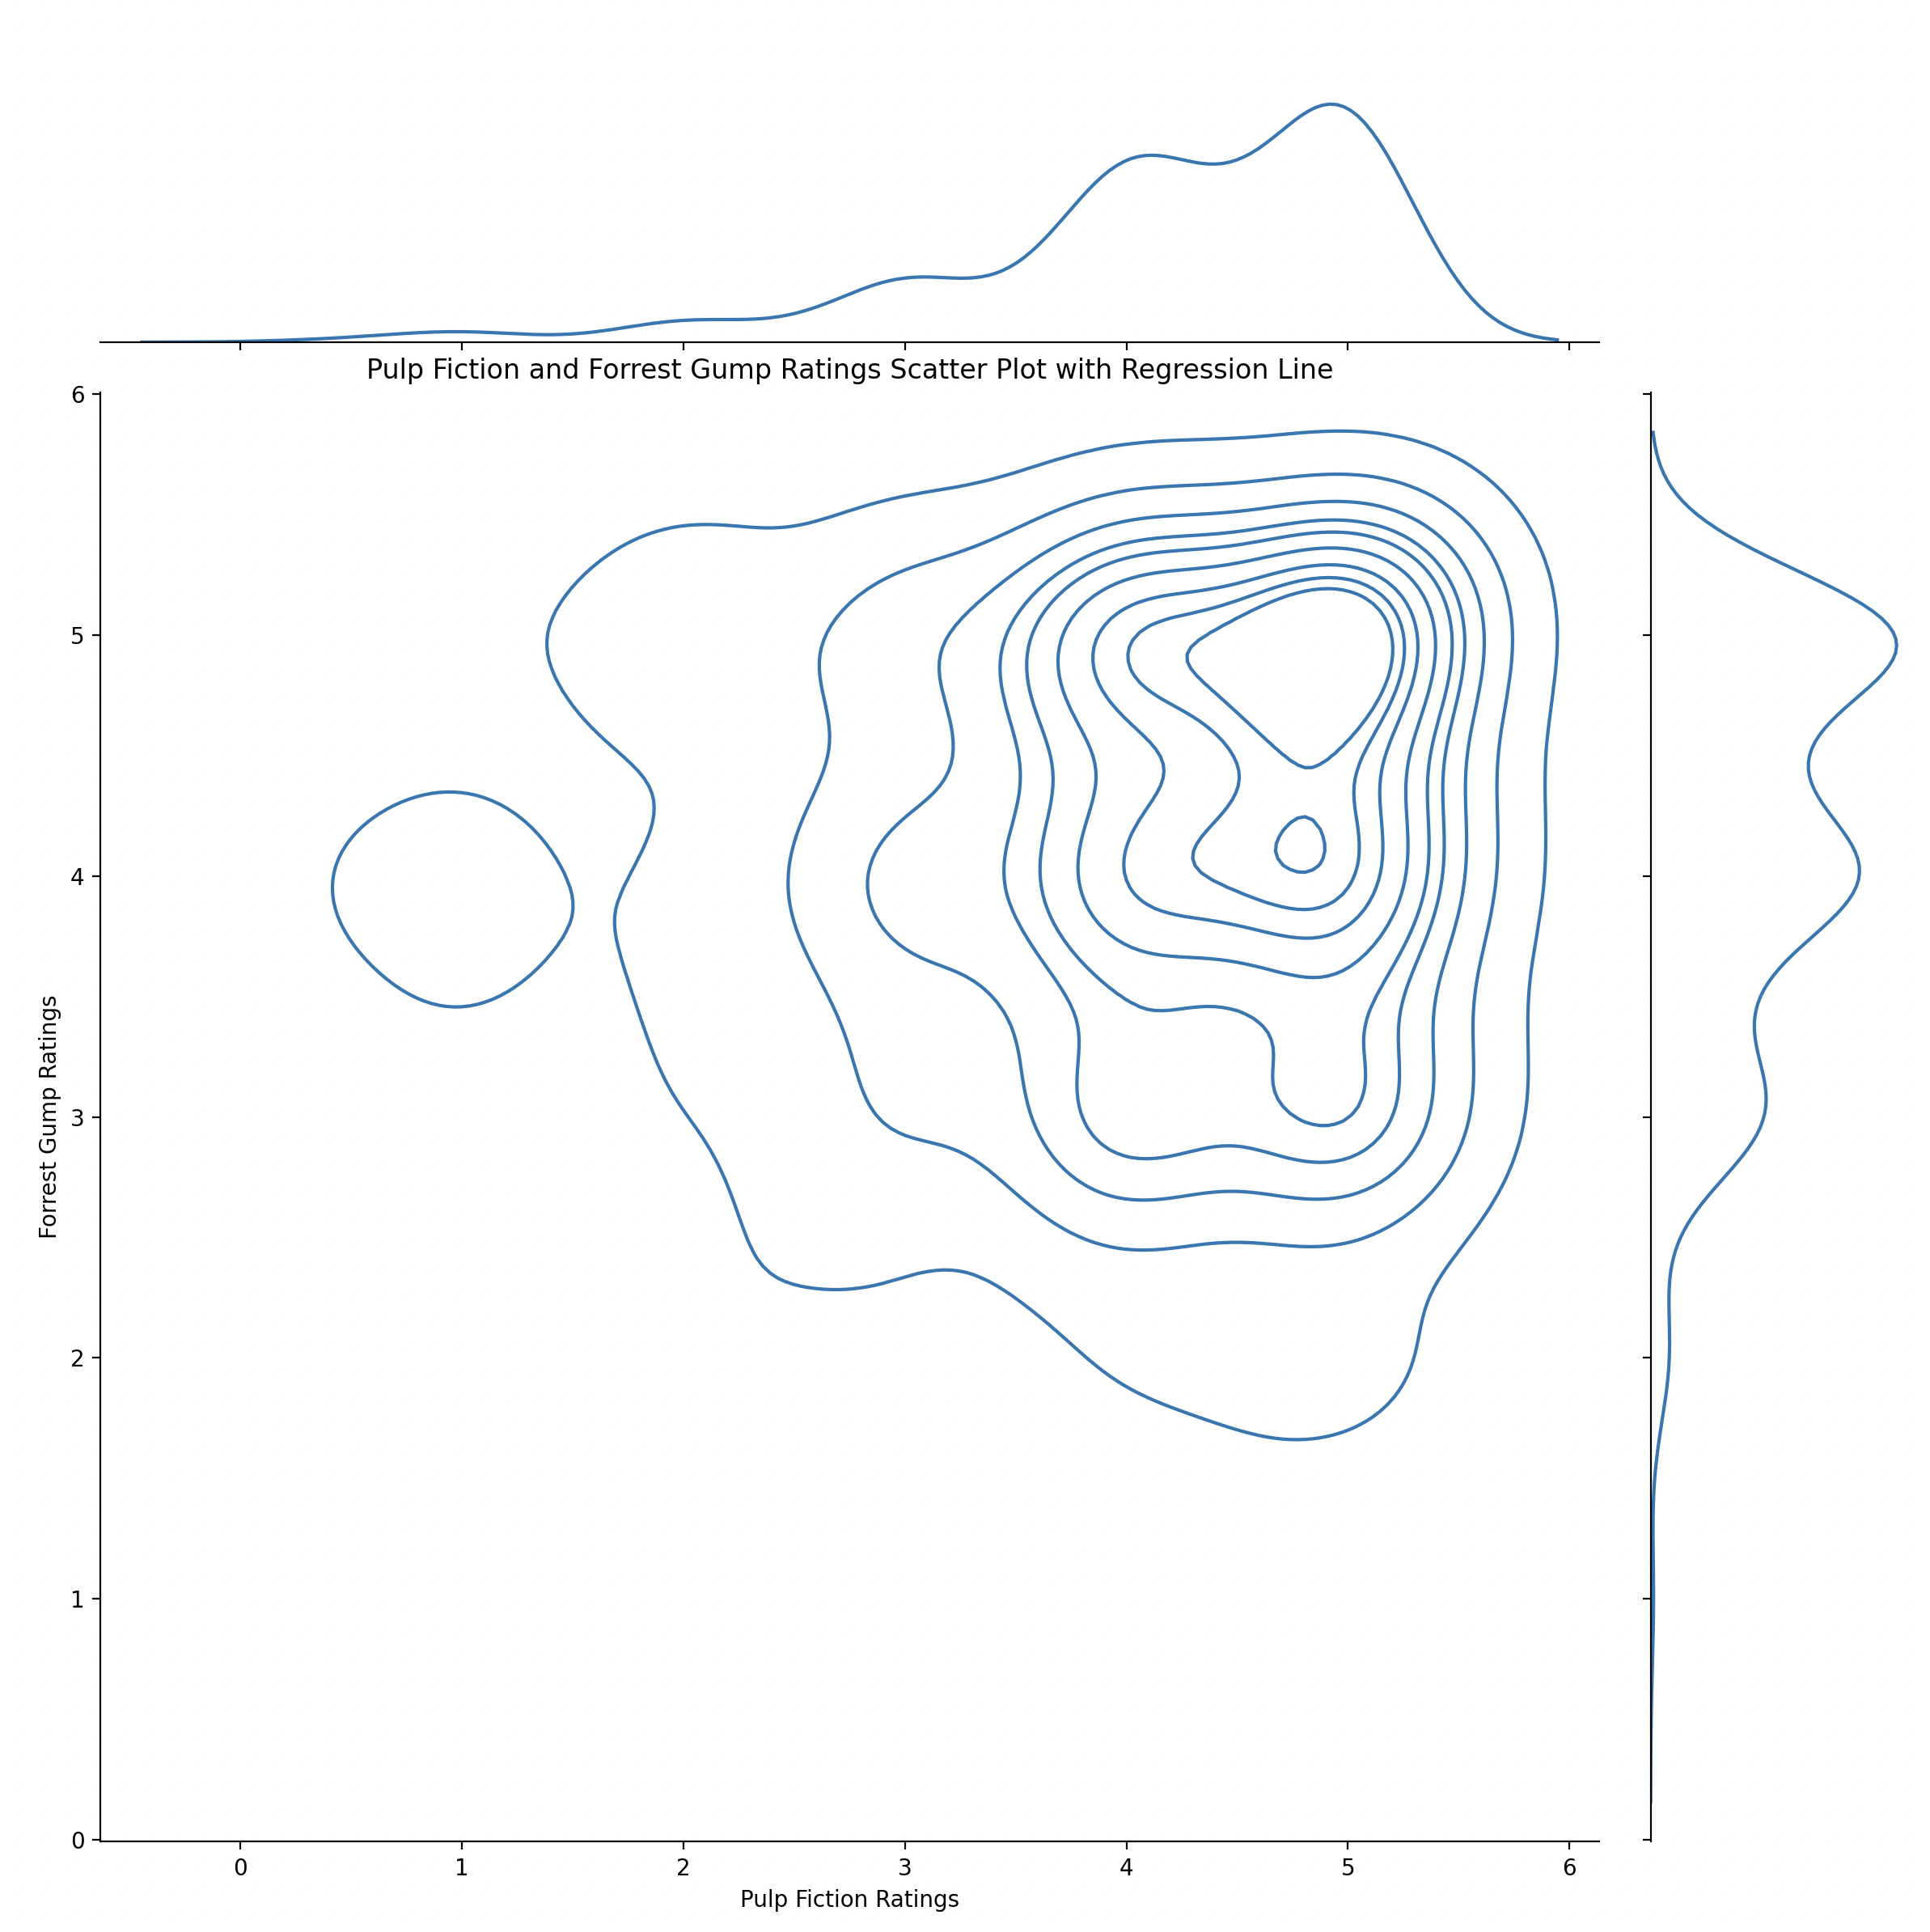 Pulp Fiction and Forrest Gump Ratings Scatter Plot with Regression Line
6
5
4
3
2
1
0
Forrest Gump Ratings
0 1 2 3 4 5 6
Pulp Fiction Ratings